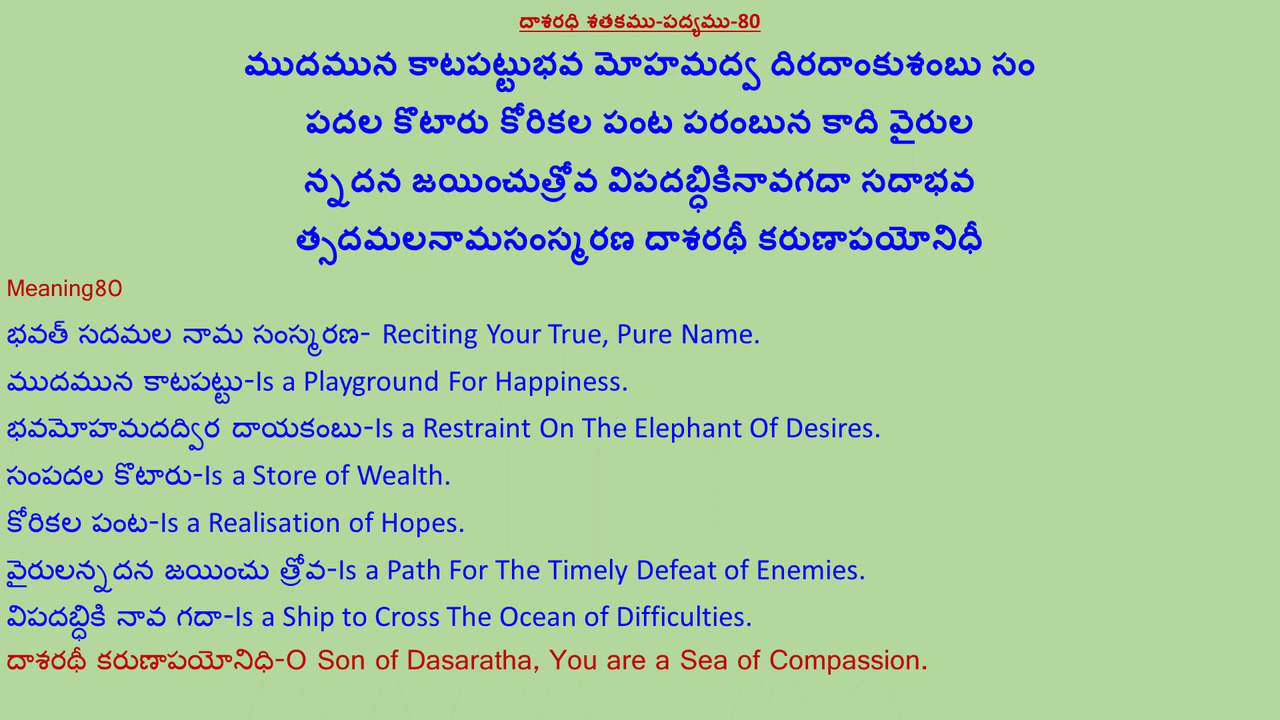 దాశరధి శతకము-పద్యము-80
ముదమున కాటపట్టుభవ మోహమద్వ దిరదాంకుశంబు సం
పదల కొటారు కోరికల పంట పరంబున కాది వైరుల
న్నదన జయించుత్రోవ విపదబ్ధికినావగదా సదాభవ
త్సదమలనామసంస్మరణ దాశరథీ కరుణాపయోనిధీ
Meaning80
భవత్ సదమల నామ సంస్మరణ- Reciting Your True, Pure Name.
ముదమున కాటపట్టు-Is a Playground For Happiness.
భవమోహమదద్విర దాయకంబు-Is a Restraint On The Elephant Of Desires.
సంపదల కొటారు-Is a Store of Wealth.
కోరికల పంట-Is a Realisation of Hopes.
వైరులన్నదన జయించు త్రోవ-Is a Path For The Timely Defeat of Enemies.
విపదబ్ధికి నావ గదా-Is a Ship to Cross The Ocean of Difficulties.
దాశరథీ కరుణాపయోనిధి-O Son of Dasaratha, You are a Sea of Compassion.